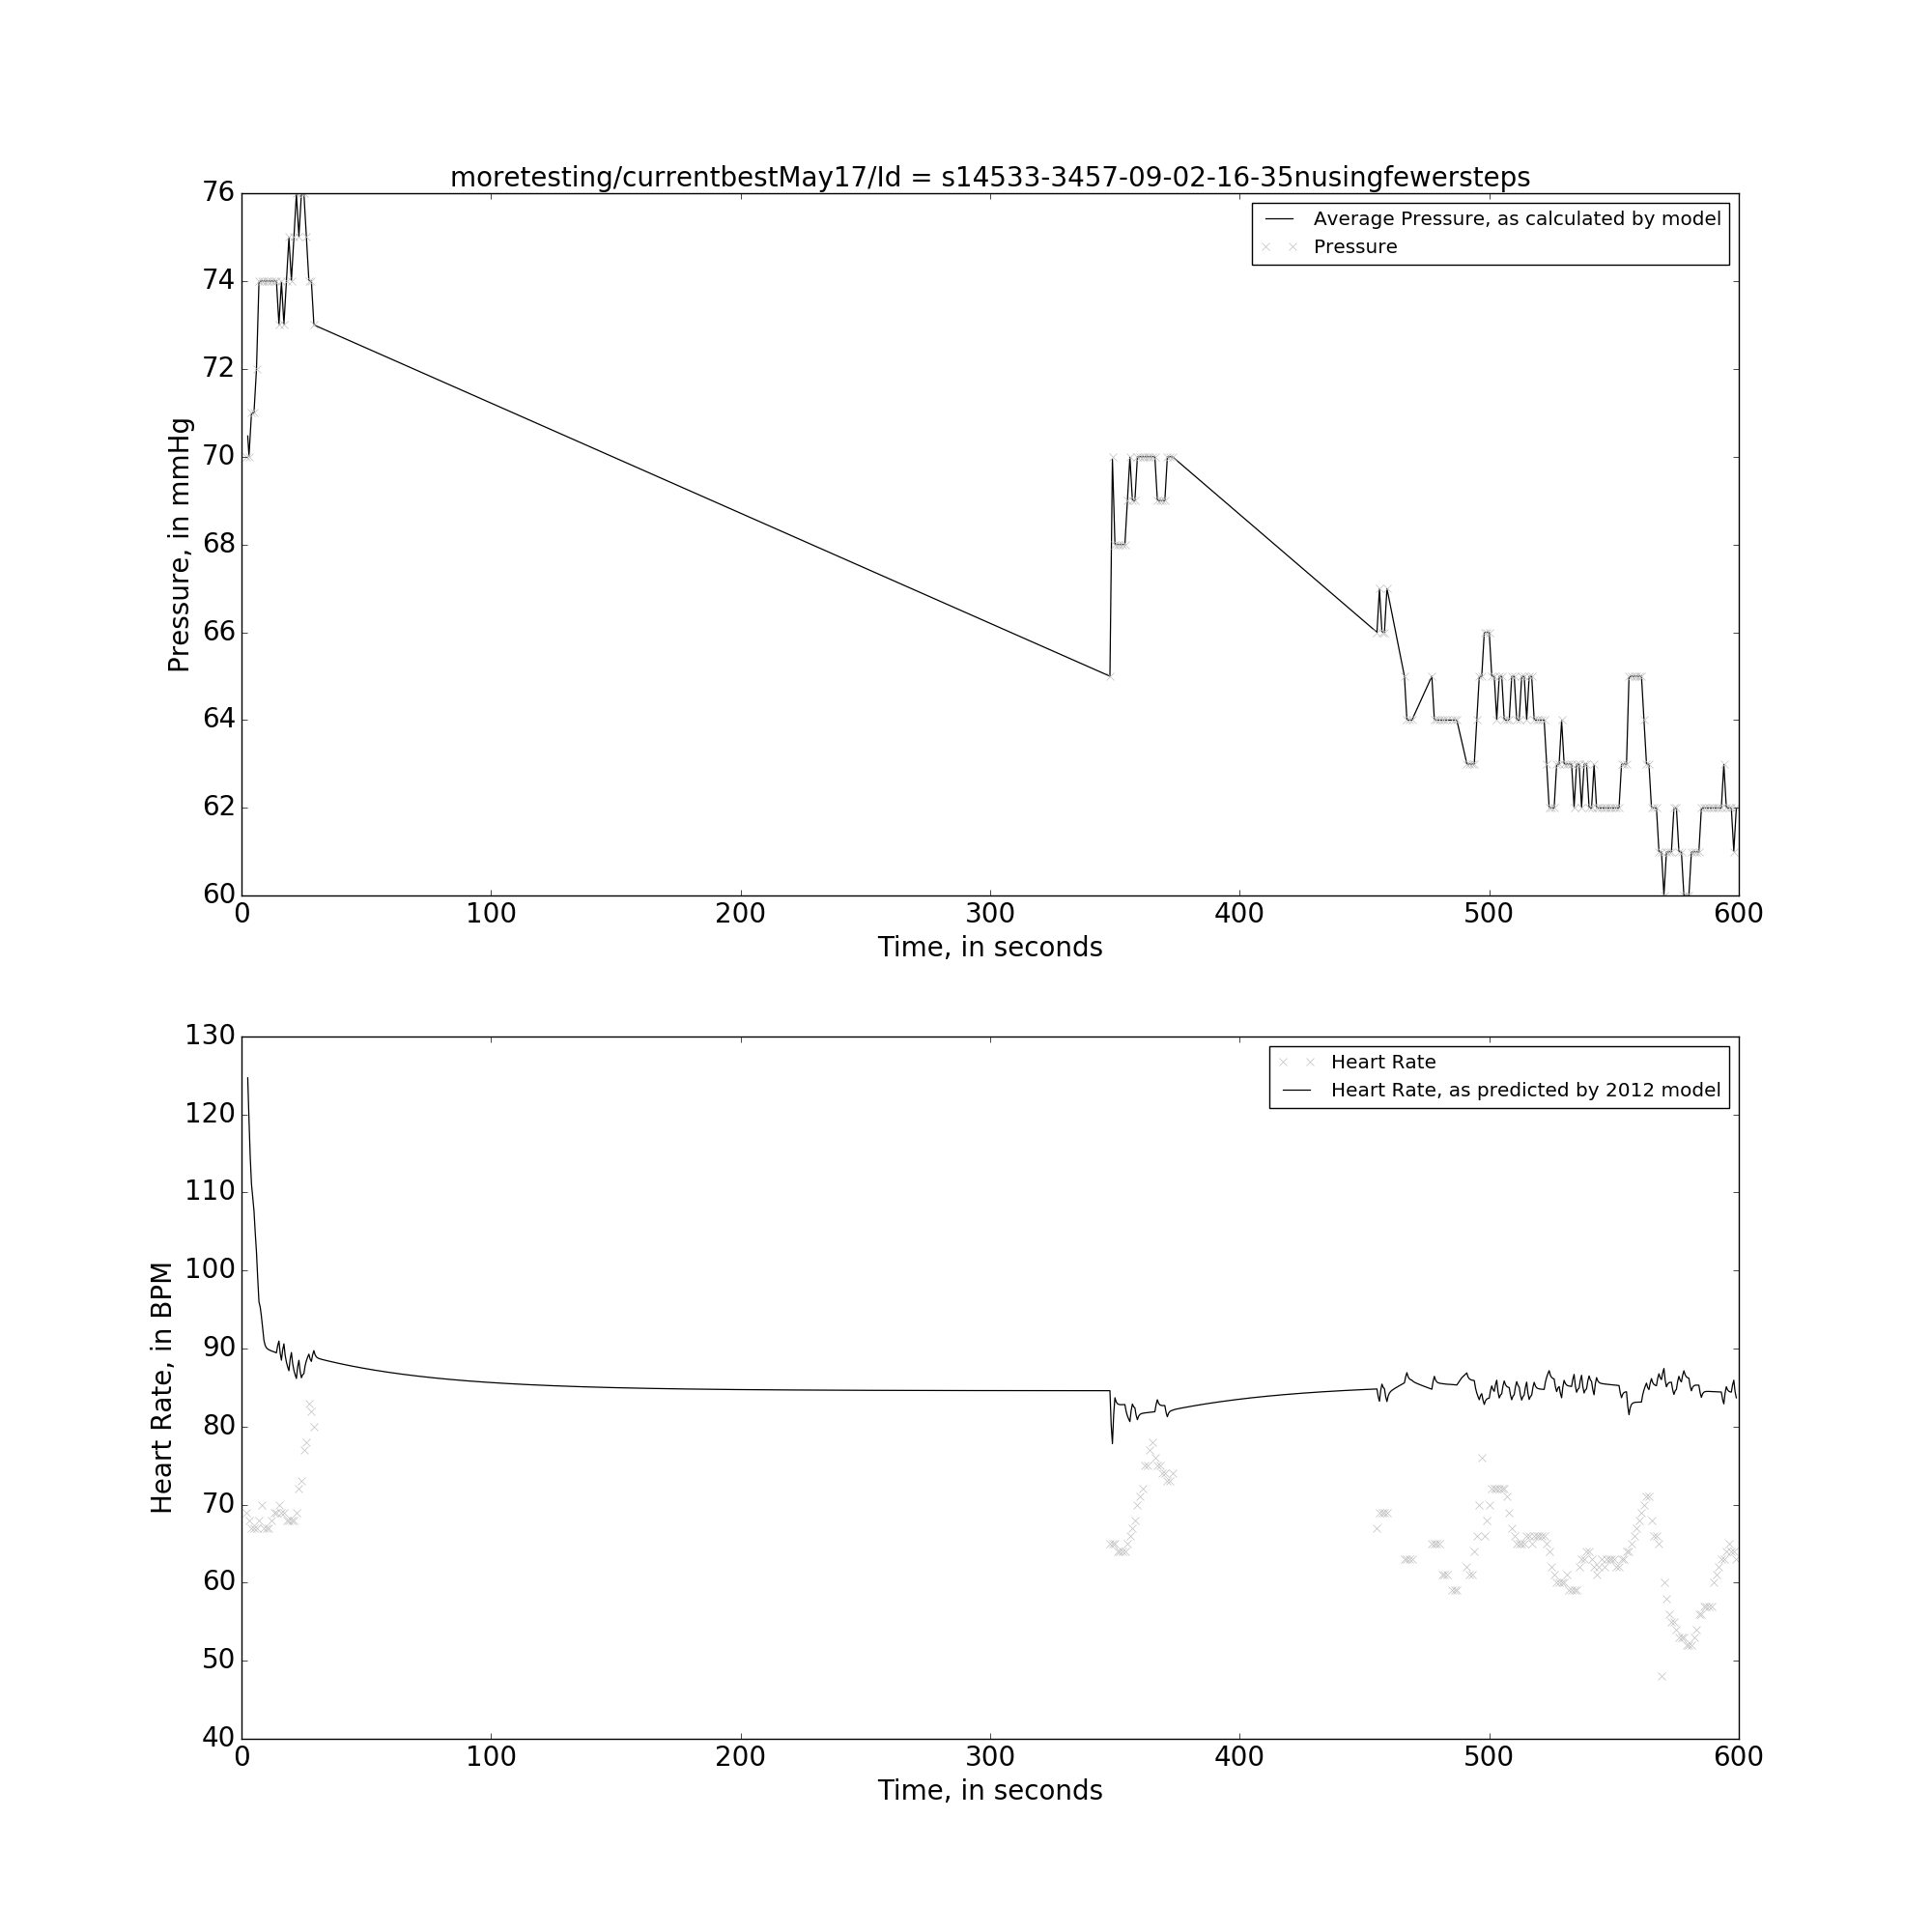 moretesting/currentbestMay17/Id = s14533-3457-09-02-16-35nusingfewersteps
Average Pressure, as calculated by model
Pressure
Pressure, in mmHg
76
74
72
70
68
66
64
62
60
0 100 200 300 400 500 600
Time, in seconds
Heart Rate
Heart Rate, as predicted by 2012 model
Heart Rate, in BPM
130
120
110
100
90
80
70
60
50
40
0 100 200 300 400 500 600
Time, in seconds